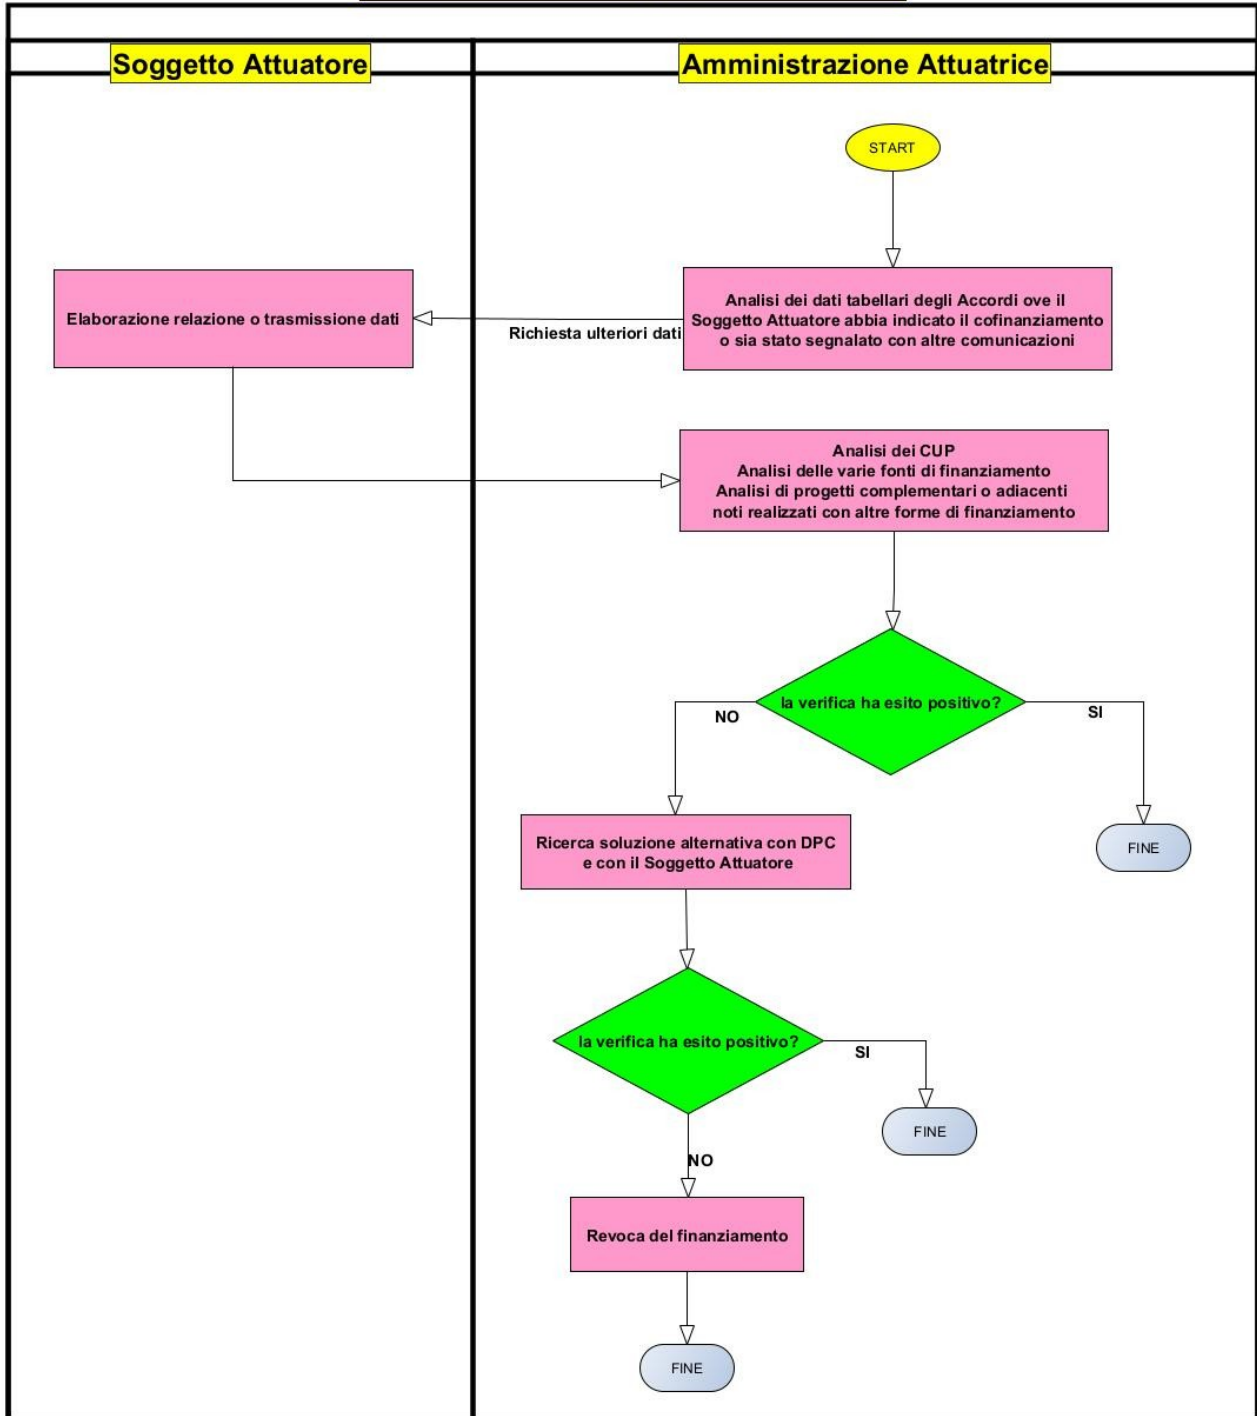 Soggetto Attuatore
Amministrazione Attuatrice
START
Analisi dei dati tabellari degli Accordi ove il
Soggetto Attuatore abbia indicato il cofinanziamento
o sia stato segnalato con altre comunicazioni
Richiesta ulteriori dati
Elaborazione relazione o trasmissione dati
Analisi dei CUP
Analisi delle varie fonti di finanziamento
Analisi di progetti complementari o adiacenti
noti realizzati con altre forme di finanziamento
la verifica ha esito positivo?
NO
SI
FINE
Ricerca soluzione alternativa con DPC
e con il Soggetto Attuatore
la verifica ha esito positivo?
SI
FINE
NO
Revoca del finanziamento
FINE